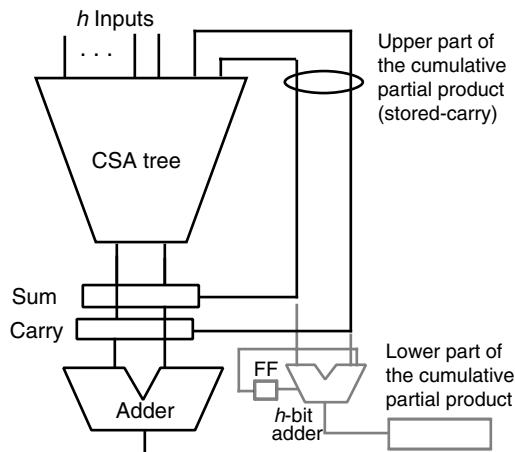 h Inputs
. . .
Upper part of
the cumulative
partial product
(stored-carry)
CSA tree
Sum
Carry
Adder
FF
h-bit
adder
Lower part of
the cumulative
partial product